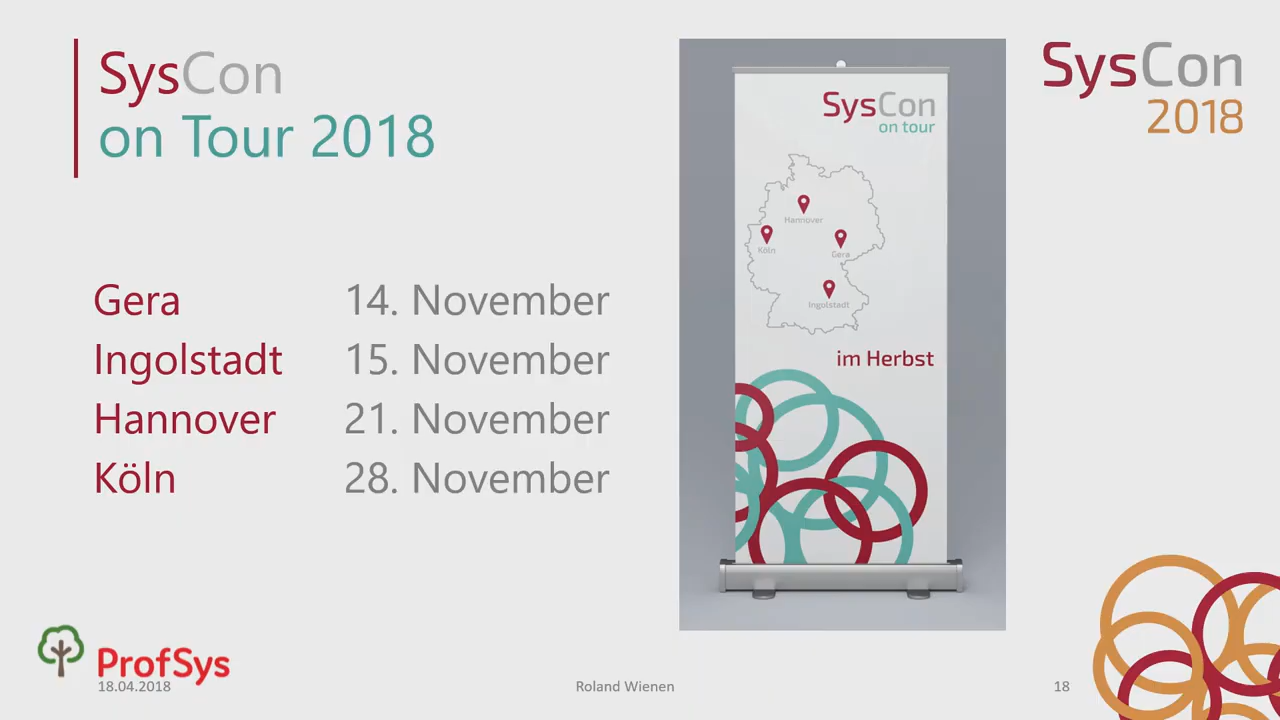 SysCon
on Tour 2018
Gera 14. November
Ingolstadt 15. November
Hannover 21. November
Köln 28. November
SysCon
on tour
Hannover
Köln
Gera
Ingolstadt
im Herbst
SysCon
2018
ProfSys
18.04.2018
Roland Wienen
18